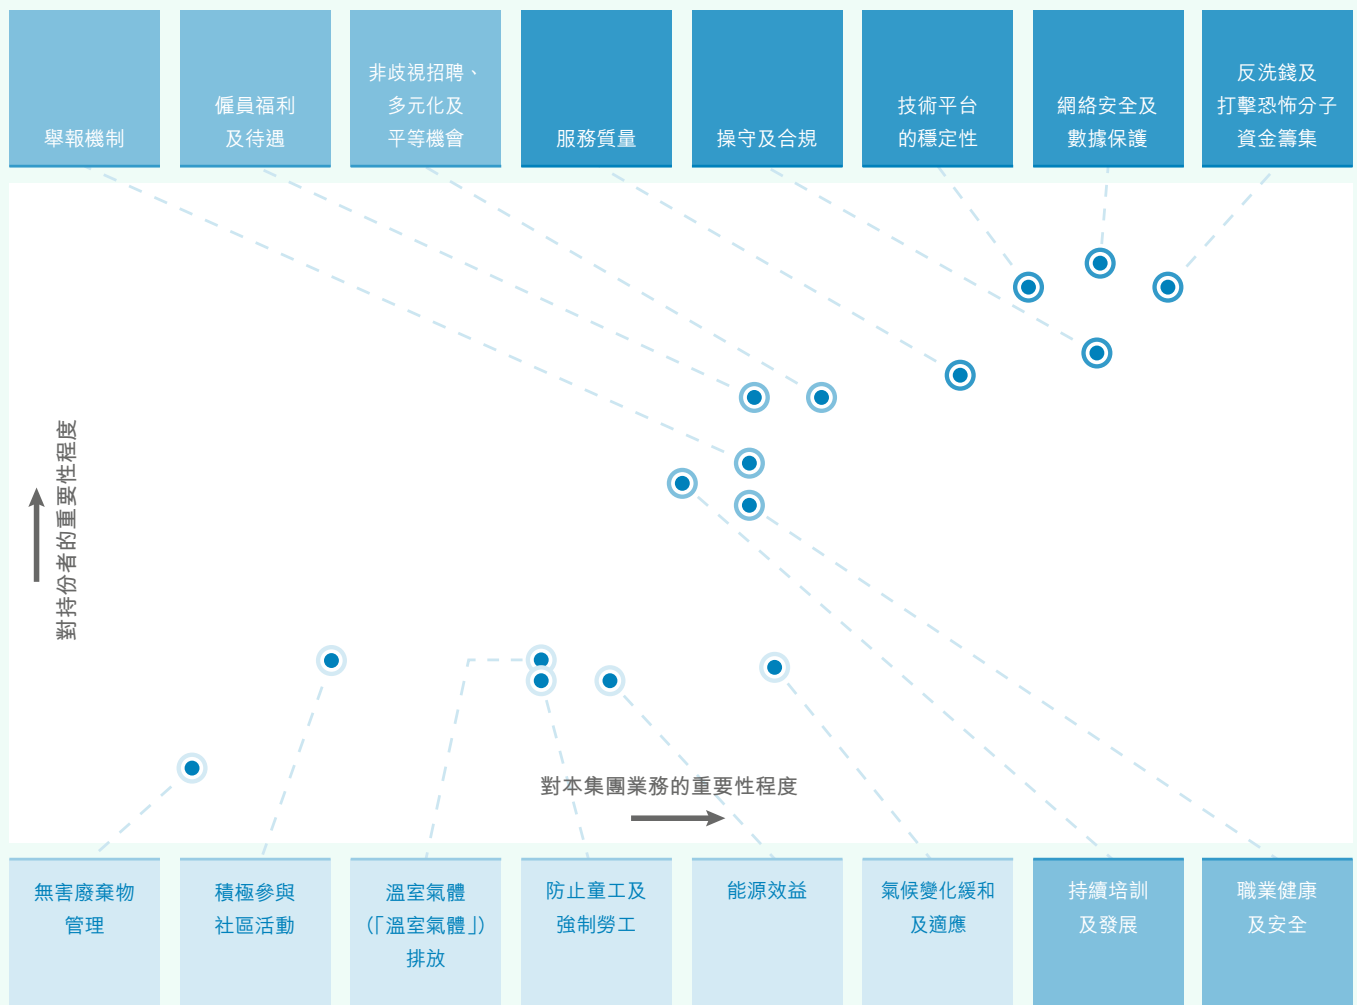 舉報機制
僱員福利
及待遇
非歧視招聘、
多元化及
平等機會
服務質量
操守及合規
技術平台
的穩定性
網絡安全及
數據保護
反洗錢及
打擊恐怖分子
資金籌集
對持份者的重要性程度
對本集團業務的重要性程度
無害廢棄物
管理
積極參與
社區活動
溫室氣體
（「溫室氣體」）
排放
防止童工及
強制勞工
能源效益
氣候變化緩和
及適應
持續培訓
及發展
職業健康
及安全